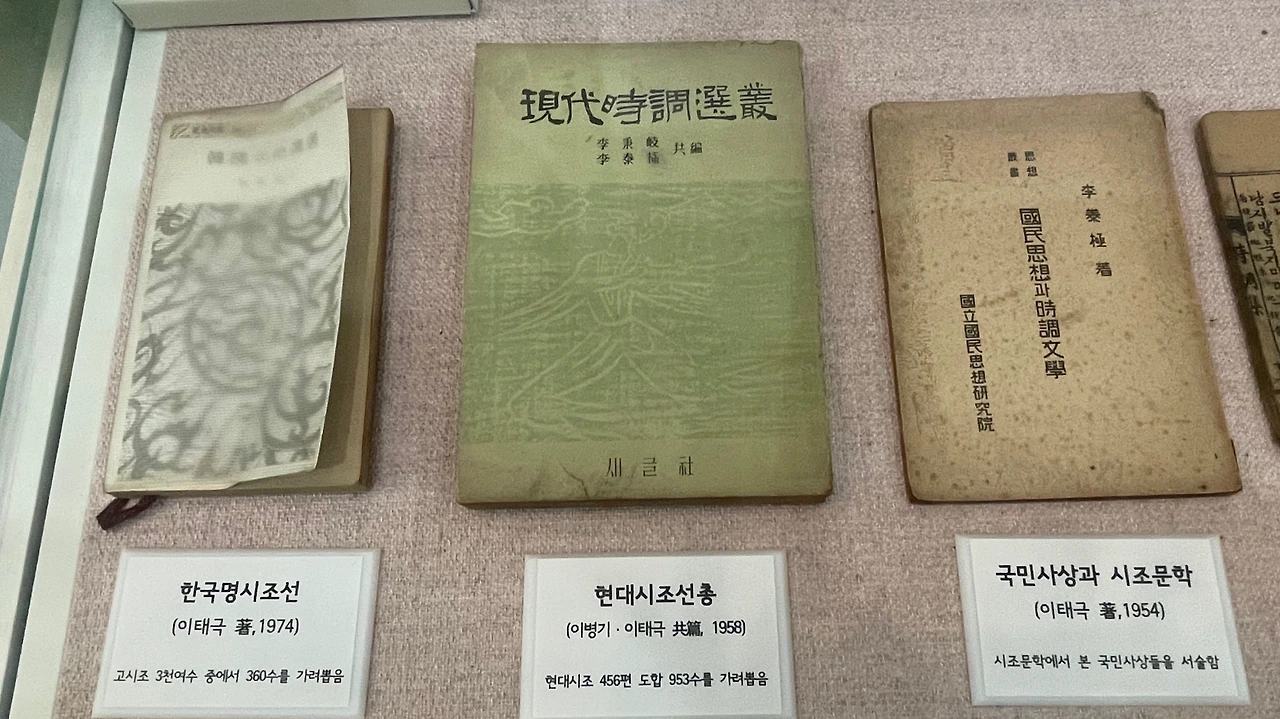 現代時調選叢
李秉岐
李泰極
共編
새글社
思想
叢書
李泰極 著
國民思想과 時調文學
國立國民思想硏究院
한국명시조선
(이태극 著,1974)
고시조 3천여수 중에서 360수를 가려뽑음
현대시조선총
(이병기 · 이태극 共篇, 1958)
현대시조 456편 도합 953수를 가려뽑음
국민사상과 시조문학
(이태극 著,1954)
시조문학에서 본 국민사상들을 서술함